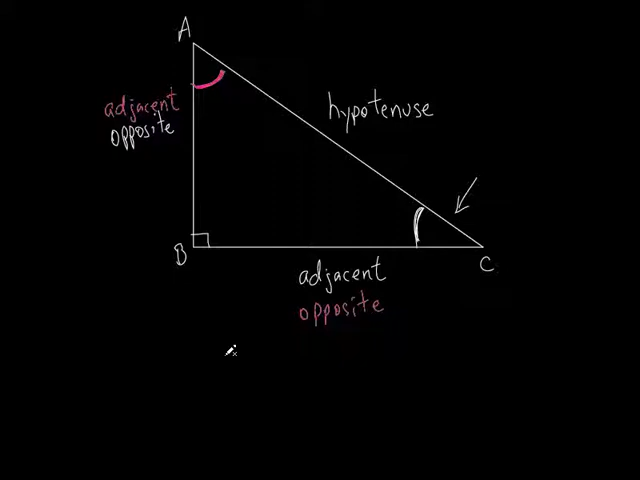 A
hypotenuse
adjacent
opposite
B
C
adjacent
opposite